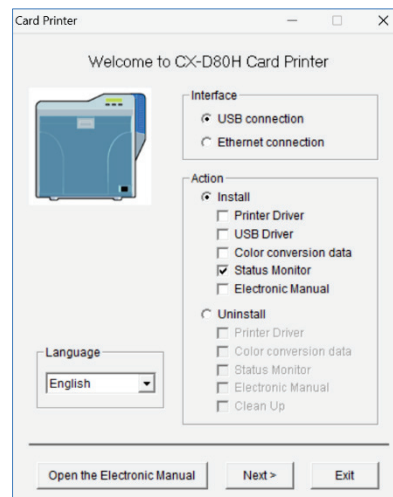 Card Printer
Welcome to CX-D80H Card Printer
Interface
USB connection
Ethernet connection
Action
Install
Printer Driver
USB Driver
Color conversion data
Status Monitor
Electronic Manual
Uninstall
Printer Driver
Color conversion data
Status Monitor
Electronic Manual
Clean Up
Language
English
Open the Electronic Manual
Next >
Exit